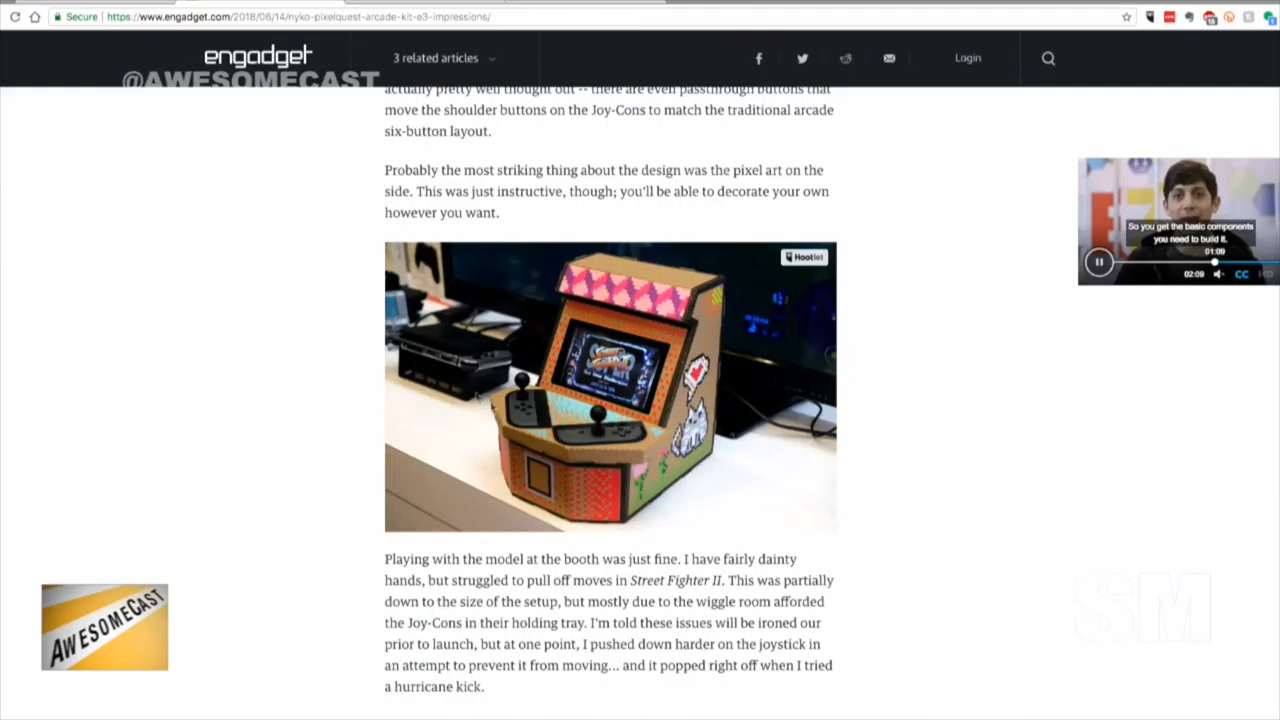 Secure | https://www.engadget.com/2018/06/14/nyko-pixelquest-arcade-kit-e3-impressions/
engadget
3 related articles
Login
@AWESOMECAST
actually pretty well thought out -- there are even passthrough buttons that
move the shoulder buttons on the Joy-Cons to match the traditional arcade
six-button layout.
Probably the most striking thing about the design was the pixel art on the
side. This was just instructive, though; you'll be able to decorate your own
however you want.
So you get the basic components
you need to build it.
01:09
02:09
CC
HD
Hootlet
SUPER
Playing with the model at the booth was just fine. I have fairly dainty
hands, but struggled to pull off moves in Street Fighter II. This was partially
down to the size of the setup, but mostly due to the wiggle room afforded
the Joy-Cons in their holding tray. I'm told these issues will be ironed our
prior to launch, but at one point, I pushed down harder on the joystick in
an attempt to prevent it from moving... and it popped right off when I tried
a hurricane kick.
AWESOMECAST
SM